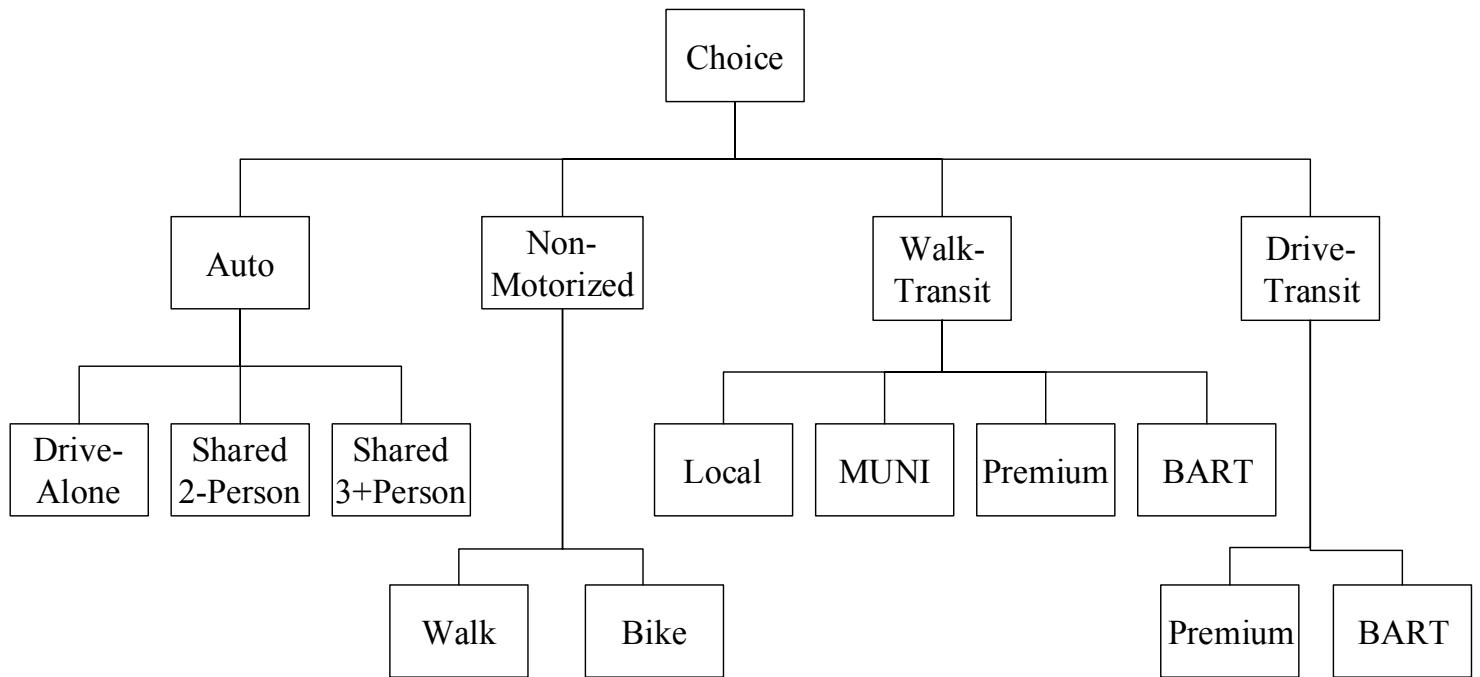 Choice
Auto
Non-
Motorized
Walk-
Transit
Drive-
Transit
Drive-
Alone
Shared
2-Person
Shared
3+Person
Local
MUNI
Premium
BART
Walk
Bike
Premium
BART